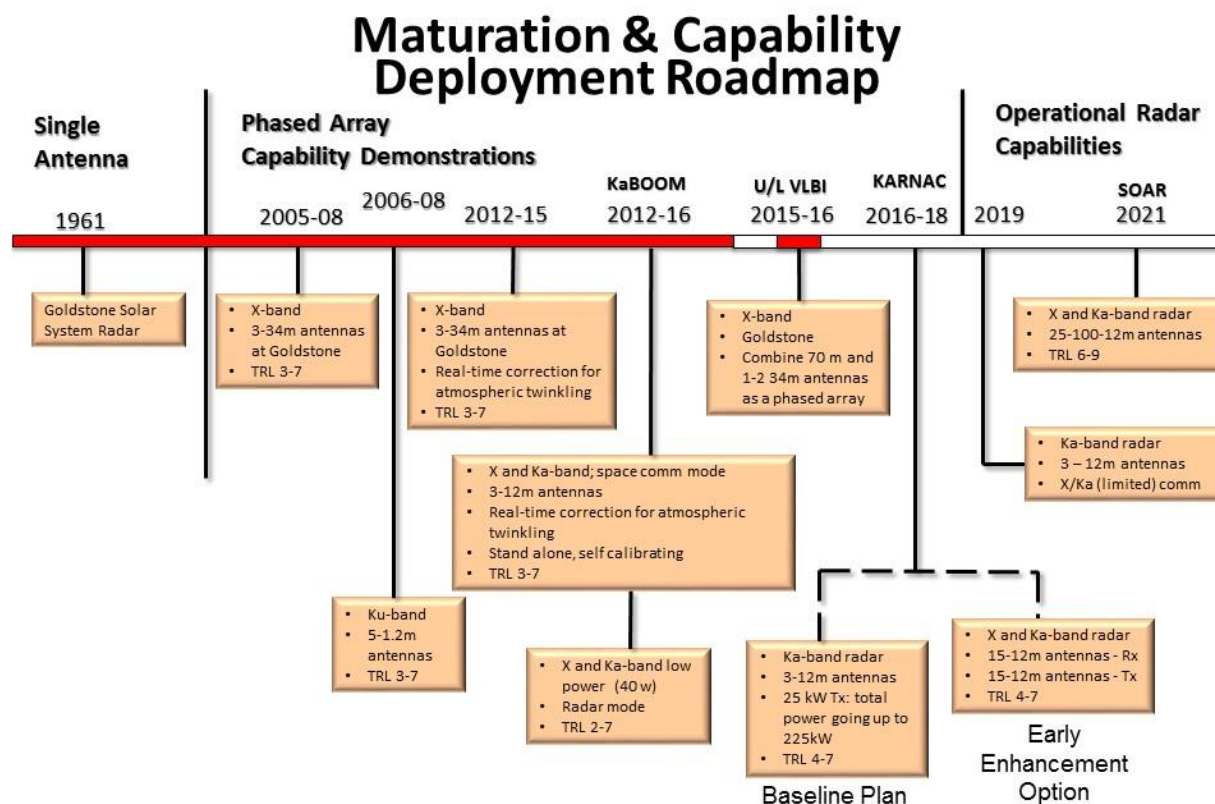 Maturation & Capability
Deployment Roadmap
Single
Antenna
Phased Array
Capability Demonstrations
Operational Radar
Capabilities
1961
2005-08
2006-08
2012-15
KaBOOM
2012-16
U/L VLBI
2015-16
KARNAC
2016-18
2019
SOAR
2021
Goldstone Solar
System Radar
• X-band
• 3-34m antennas
at Goldstone
• TRL 3-7
• X-band
• 3-34m antennas at
Goldstone
• Real-time correction for
atmospheric twinkling
• TRL 3-7
• X-band
• Goldstone
• Combine 70 m and
1-2 34m antennas
as a phased array
• X and Ka-band radar
• 25-100-12m antennas
• TRL 6-9
• Ka-band radar
• 3 – 12m antennas
• X/Ka (limited) comm
• X and Ka-band; space comm mode
• 3-12m antennas
• Real-time correction for atmospheric
twinkling
• Stand alone, self calibrating
• TRL 3-7
• Ku-band
• 5-1.2m
antennas
• TRL 3-7
• X and Ka-band low
power (40 w)
• Radar mode
• TRL 2-7
• Ka-band radar
• 3-12m antennas
• 25 kW Tx: total
power going up to
225kW
• TRL 4-7
Baseline Plan
• X and Ka-band radar
• 15-12m antennas - Rx
• 15-12m antennas - Tx
• TRL 4-7
Early
Enhancement
Option